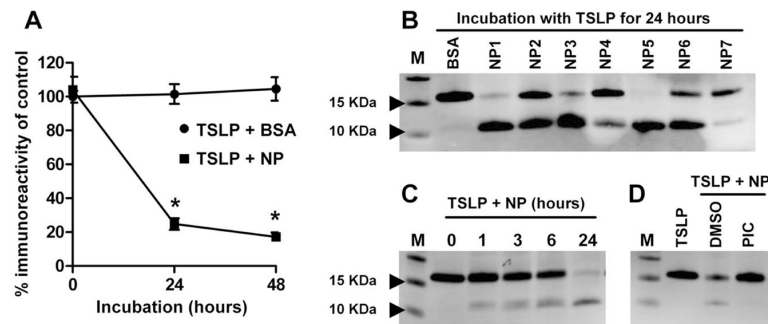 A
% immunoreactivity of control
120
100
80
60
40
20
0
TSLP + BSA
TSLP + NP
*
*
0
24
48
Incubation (hours)
B
Incubation with TSLP for 24 hours
M BSA NP1 NP2 NP3 NP4 NP5 NP6 NP7
15 KDa
10 KDa
C
TSLP + NP (hours)
M 0 1 3 6 24
15 KDa
10 KDa
D
TSLP + NP
M TSLP DMSO PIC